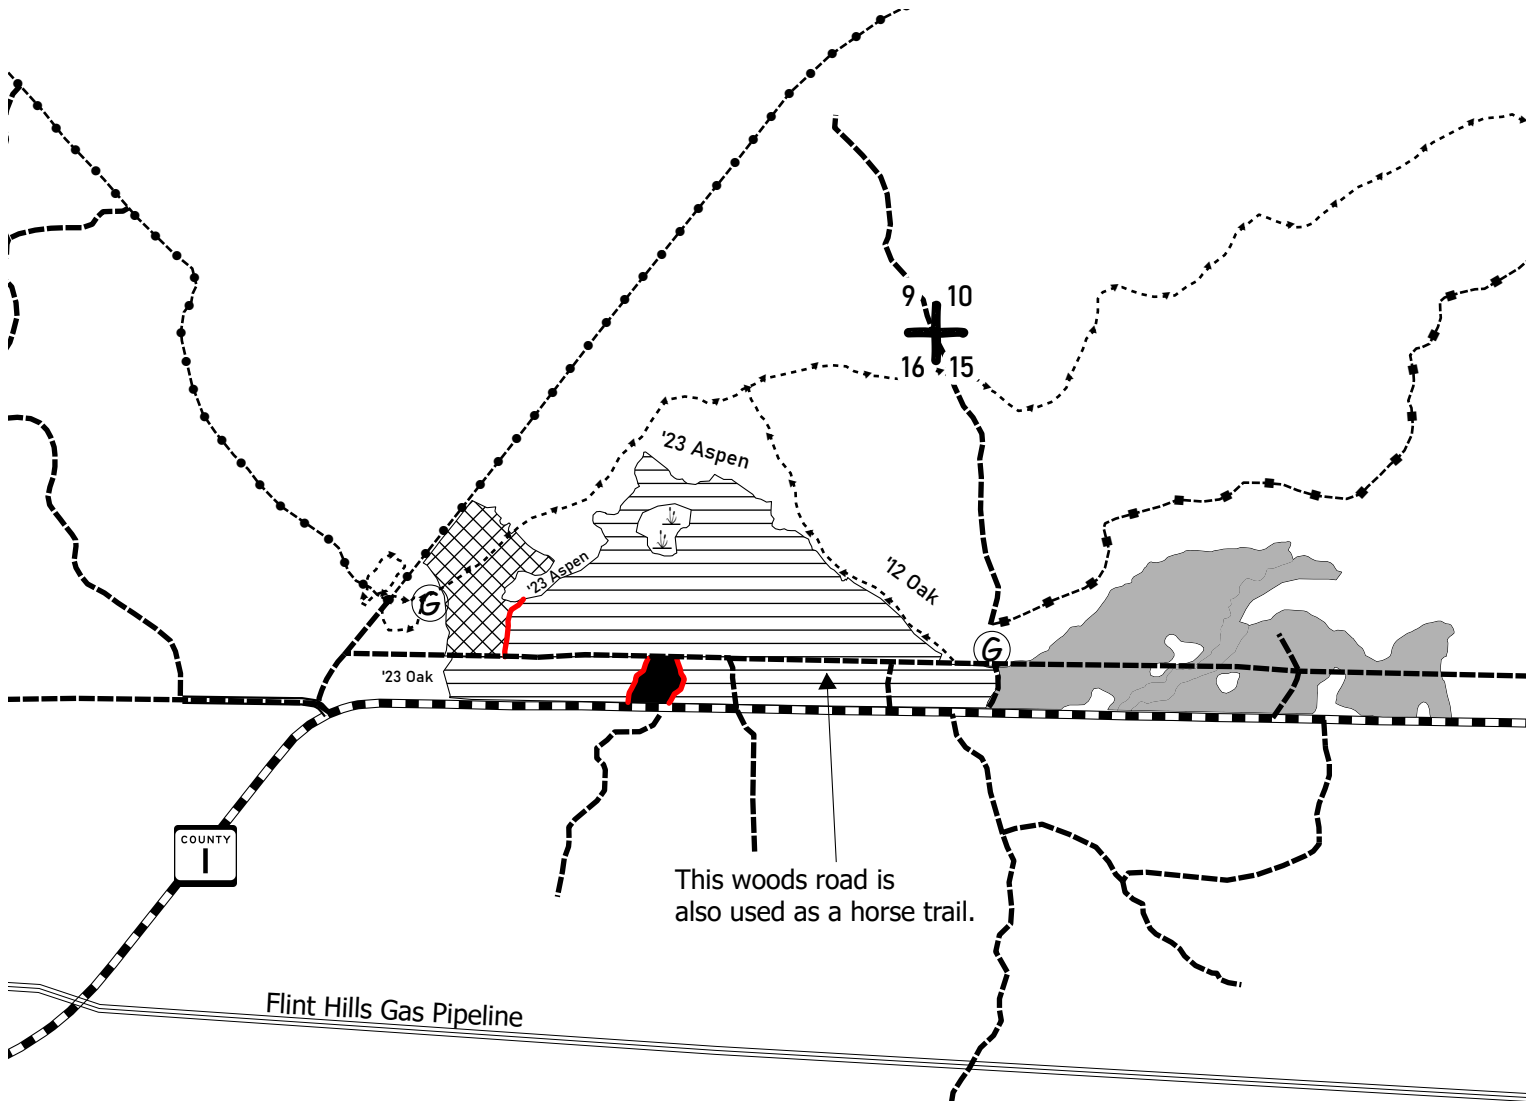 9 10
16 15
'23 Aspen
'23 Aspen
'12 Oak
G
G
'23 Oak
COUNTY
1
This woods road is
also used as a horse trail.
Flint Hills Gas Pipeline